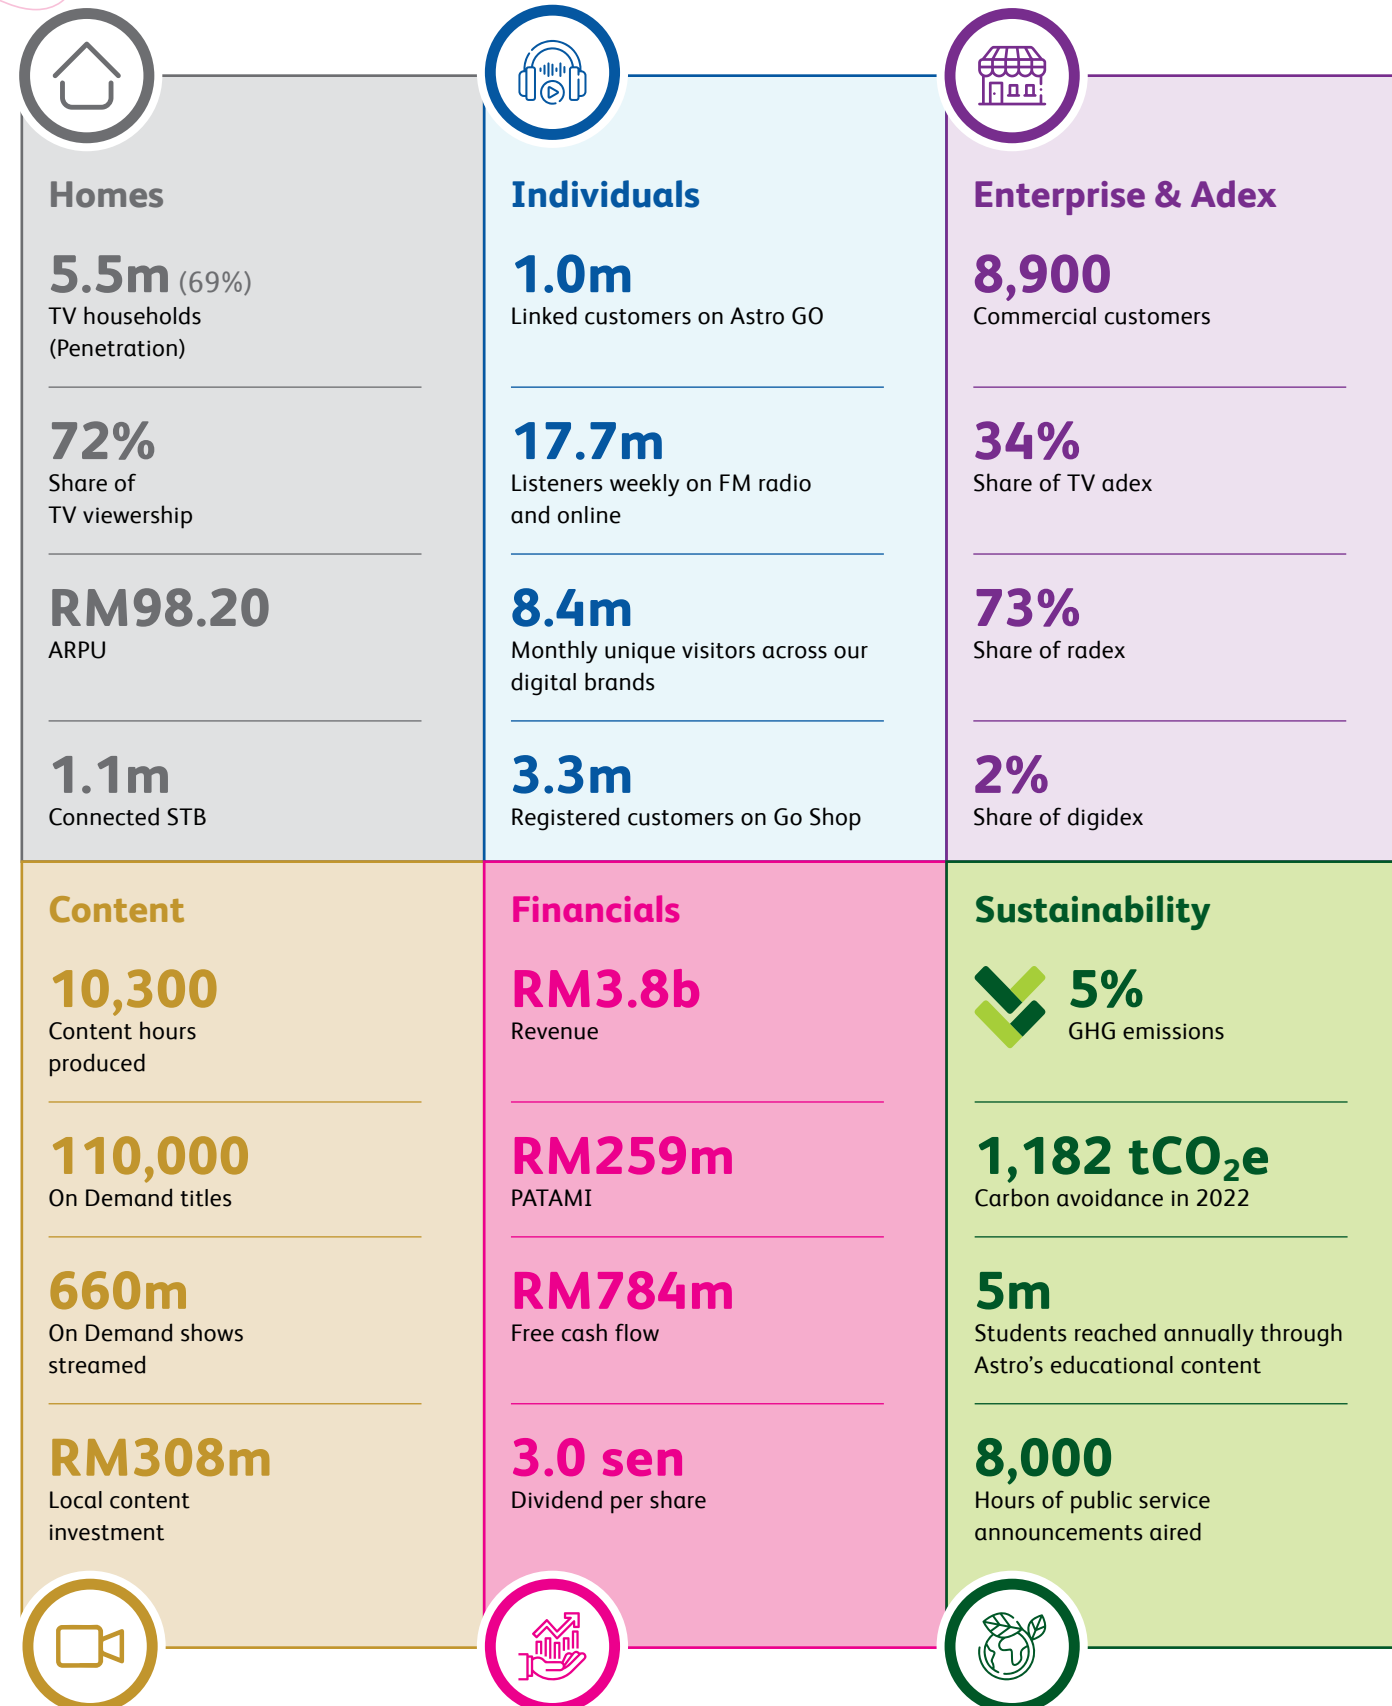 Homes
5.5m (69%)
TV households
(Penetration)
72%
Share of
TV viewership
RM98.20
ARPU
1.1m
Connected STB
Individuals
1.0m
Linked customers on Astro GO
17.7m
Listeners weekly on FM radio
and online
8.4m
Monthly unique visitors across our
digital brands
3.3m
Registered customers on Go Shop
Enterprise & Adex
8,900
Commercial customers
34%
Share of TV adex
73%
Share of radex
2%
Share of digidex
Content
10,300
Content hours
produced
110,000
On Demand titles
660m
On Demand shows
streamed
RM308m
Local content
investment
Financials
RM3.8b
Revenue
RM259m
PATAMI
RM784m
Free cash flow
3.0 sen
Dividend per share
Sustainability
5%
GHG emissions
1,182 tCO₂e
Carbon avoidance in 2022
5m
Students reached annually through
Astro’s educational content
8,000
Hours of public service
announcements aired